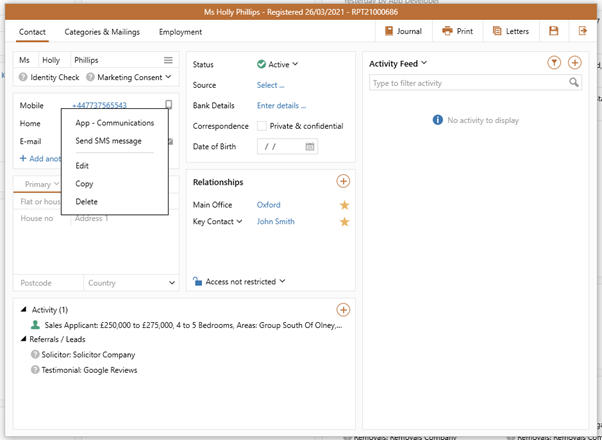 Ms Holly Phillips - Registered 26/03/2021 - RPT21000686
Contact Categories & Mailings Employment Journal Print Letters
Ms Holly Phillips
Identity Check Marketing Consent
Mobile +447737565543
Home
E-mail
+ Add anot
App - Communications
Send SMS message
Edit
Copy
Delete
Primary
Flat or hous
House no Address 1
Postcode Country
Status Active
Source Select ...
Bank Details Enter details ...
Correspondence Private & confidential
Date of Birth / /
Relationships
Main Office Oxford
Key Contact John Smith
Access not restricted
Activity Feed
Type to filter activity
No activity to display
Activity (1)
Sales Applicant: £250,000 to £275,000, 4 to 5 Bedrooms, Areas: Group South Of Olney,...
Referrals / Leads
Solicitor: Solicitor Company
Testimonial: Google Reviews
Removals: Removals Company